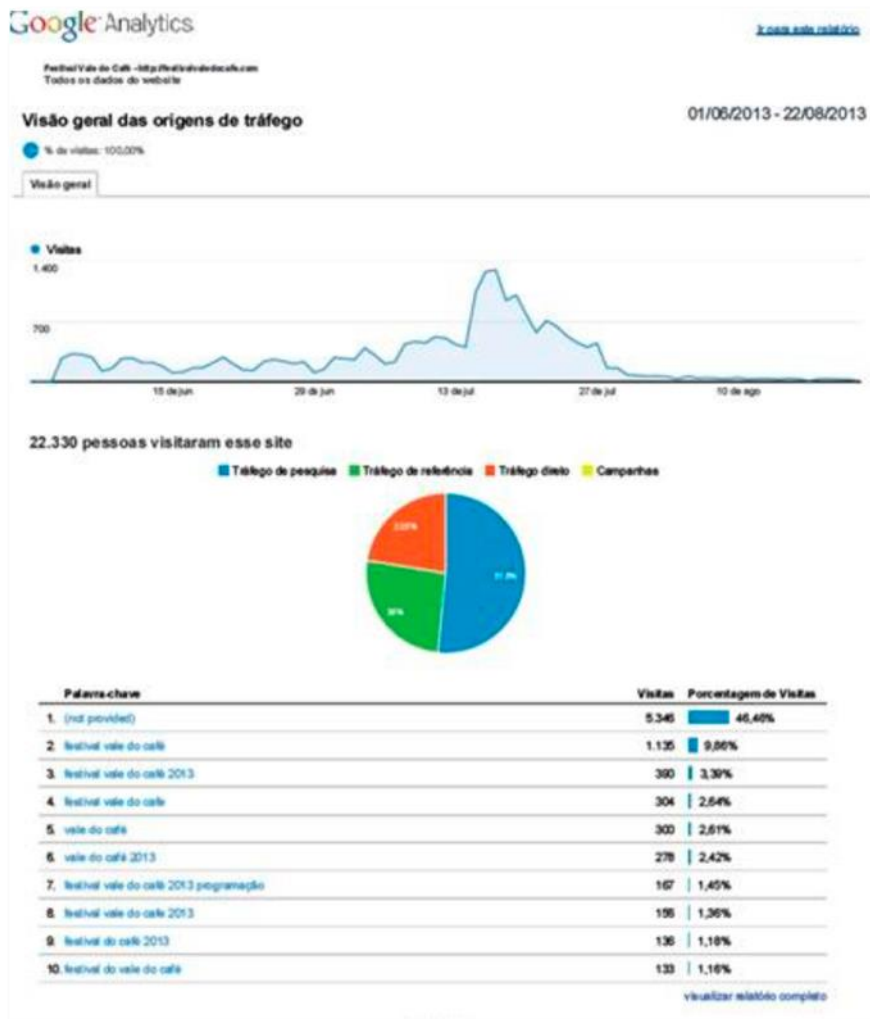 Google Analytics
Ir para este relatório
Festival Vale do Café - http://festivalvaledocafe.com
Todos os dados do website
Visão geral das origens de tráfego
01/06/2013 - 22/08/2013
% de visitas: 100,00%
Visão geral
Visitas
1.400
700
15 de jun 29 de jun 13 de jul 27 de jul 10 de ago
22.330 pessoas visitaram esse site
Tráfego de pesquisa Tráfego de referência Tráfego direto Campanhas
Palavra-chave Visitas Porcentagem de Visitas
1. (not provided) 5.346 46,46%
2. festival vale do café 1.135 9,86%
3. festival vale do café 2013 390 3,39%
4. festival vale do cafe 304 2,64%
5. vale do café 300 2,61%
6. vale do café 2013 278 2,42%
7. festival vale do café 2013 programação 167 1,45%
8. festival vale do cafe 2013 156 1,36%
9. festival do café 2013 136 1,18%
10. festival do vale do café 133 1,16%
visualizar relatório completo